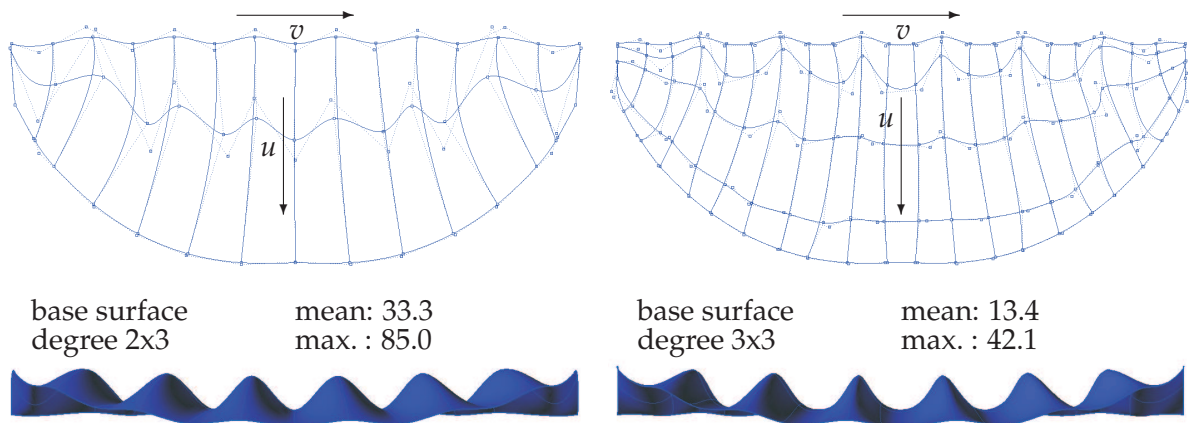 v
u
base surface
degree 2x3
mean: 33.3
max. : 85.0
v
u
base surface
degree 3x3
mean: 13.4
max. : 42.1